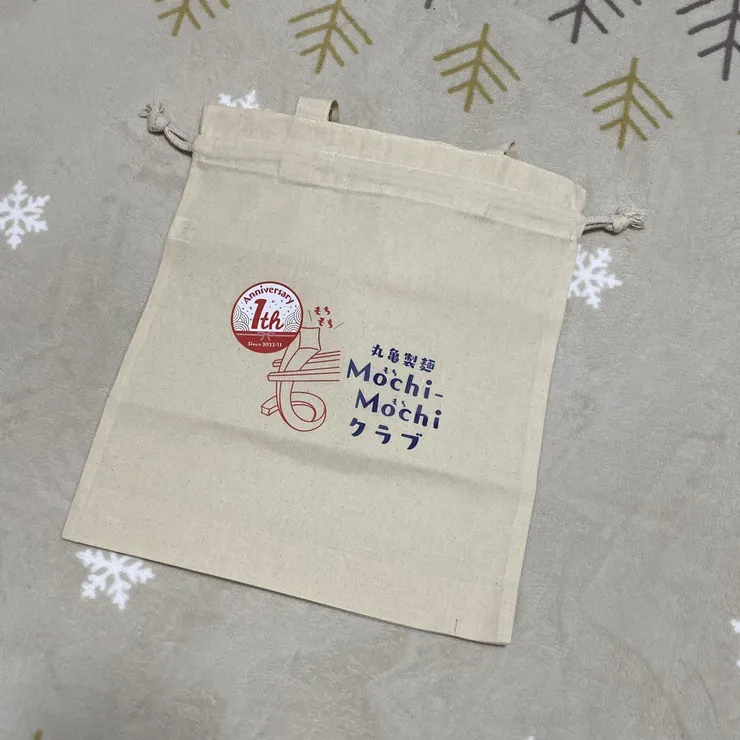 Anniversary
1th
Since 2023/11
もち
もち
丸亀製麺
もち
Mochi-
もち
Mochi
クラブ